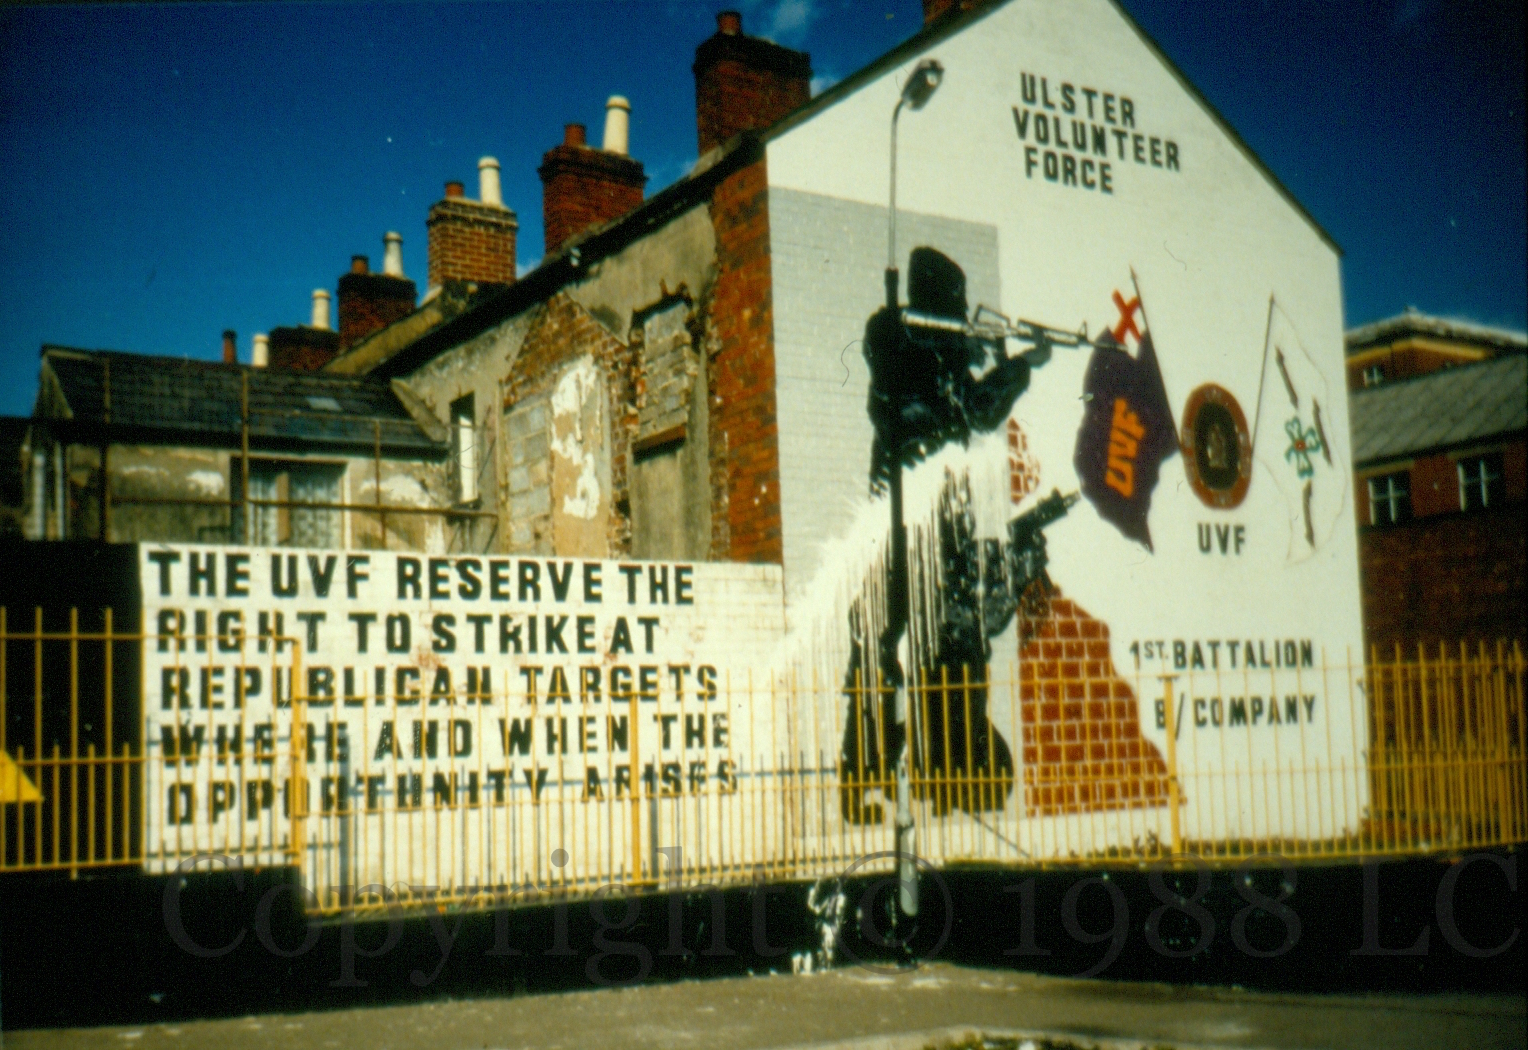 ULSTER
VOLUNTEER
FORCE
UVF
UVF
1ST. BATTALION
B/COMPANY
THE UVF RESERVE THE
RIGHT TO STRIKE AT
REPUBLICAN TARGETS
WHERE AND WHEN THE
OPPORTUNITY ARISES
Copyright © 1988 LC